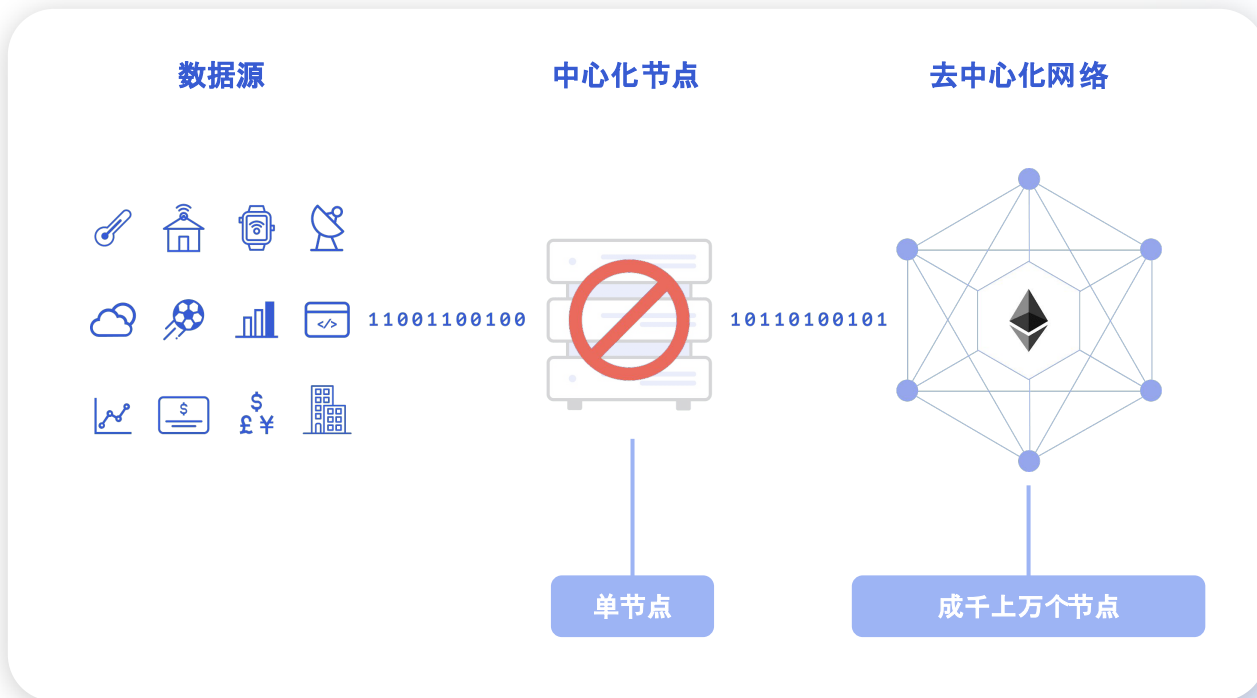 数据源
中心化节点
去中心化网络
</>
11001100100
10110100101
$
$
£ ¥
单节点
成千上万个节点